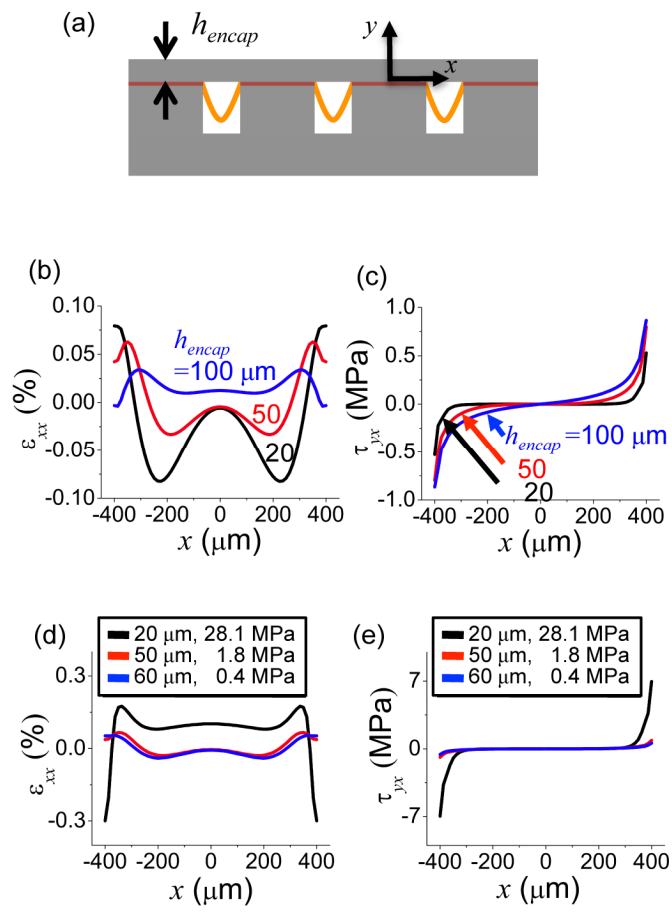 (a)
h_encap
y
x
(b)
(c)
0.10
0.05
0.00
-0.05
-0.10
ε_xx (%)
h_encap
=100 μm
50
20
-400 -200 0 200 400
x (μm)
1.0
0.5
0.0
-0.5
-1.0
τ_yx (MPa)
h_encap =100 μm
50
20
-400 -200 0 200 400
x (μm)
(d)
(e)
20 μm, 28.1 MPa
50 μm, 1.8 MPa
60 μm, 0.4 MPa
0.3
0.0
-0.3
ε_xx (%)
-400 -200 0 200 400
x (μm)
20 μm, 28.1 MPa
50 μm, 1.8 MPa
60 μm, 0.4 MPa
7
0
-7
τ_yx (MPa)
-400 -200 0 200 400
x (μm)